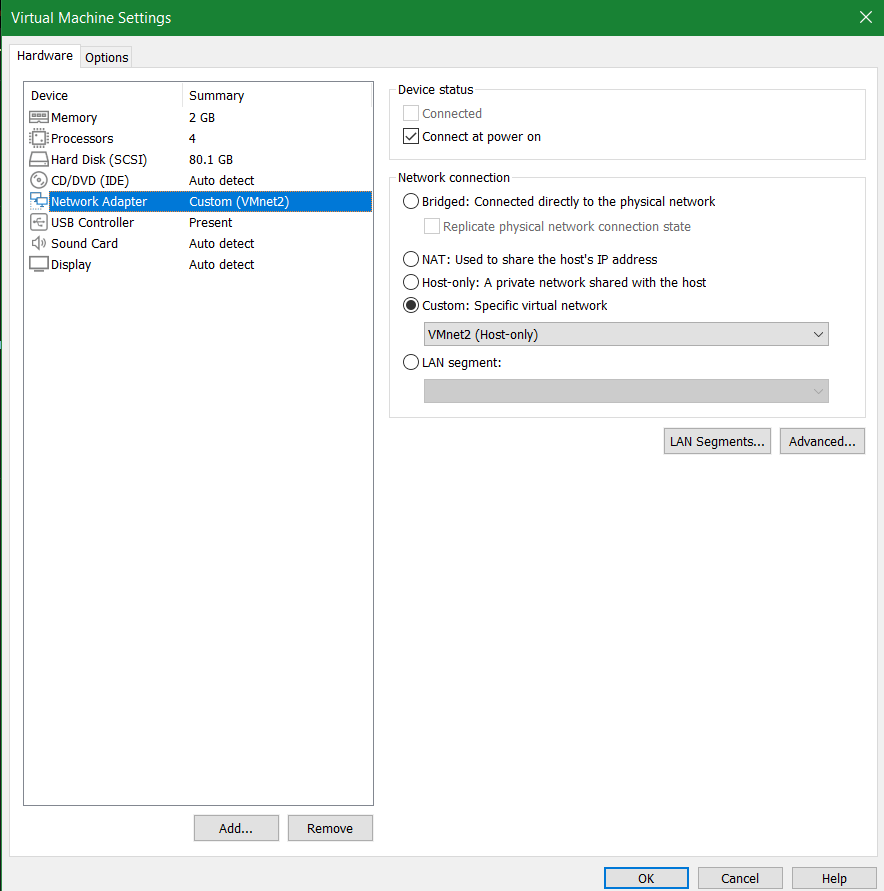 Virtual Machine Settings
Hardware Options
Device Summary
Memory 2 GB
Processors 4
Hard Disk (SCSI) 80.1 GB
CD/DVD (IDE) Auto detect
Network Adapter Custom (VMnet2)
USB Controller Present
Sound Card Auto detect
Display Auto detect
Add... Remove
Device status
Connected
Connect at power on
Network connection
Bridged: Connected directly to the physical network
Replicate physical network connection state
NAT: Used to share the host's IP address
Host-only: A private network shared with the host
Custom: Specific virtual network
VMnet2 (Host-only)
LAN segment:
LAN Segments... Advanced...
OK Cancel Help